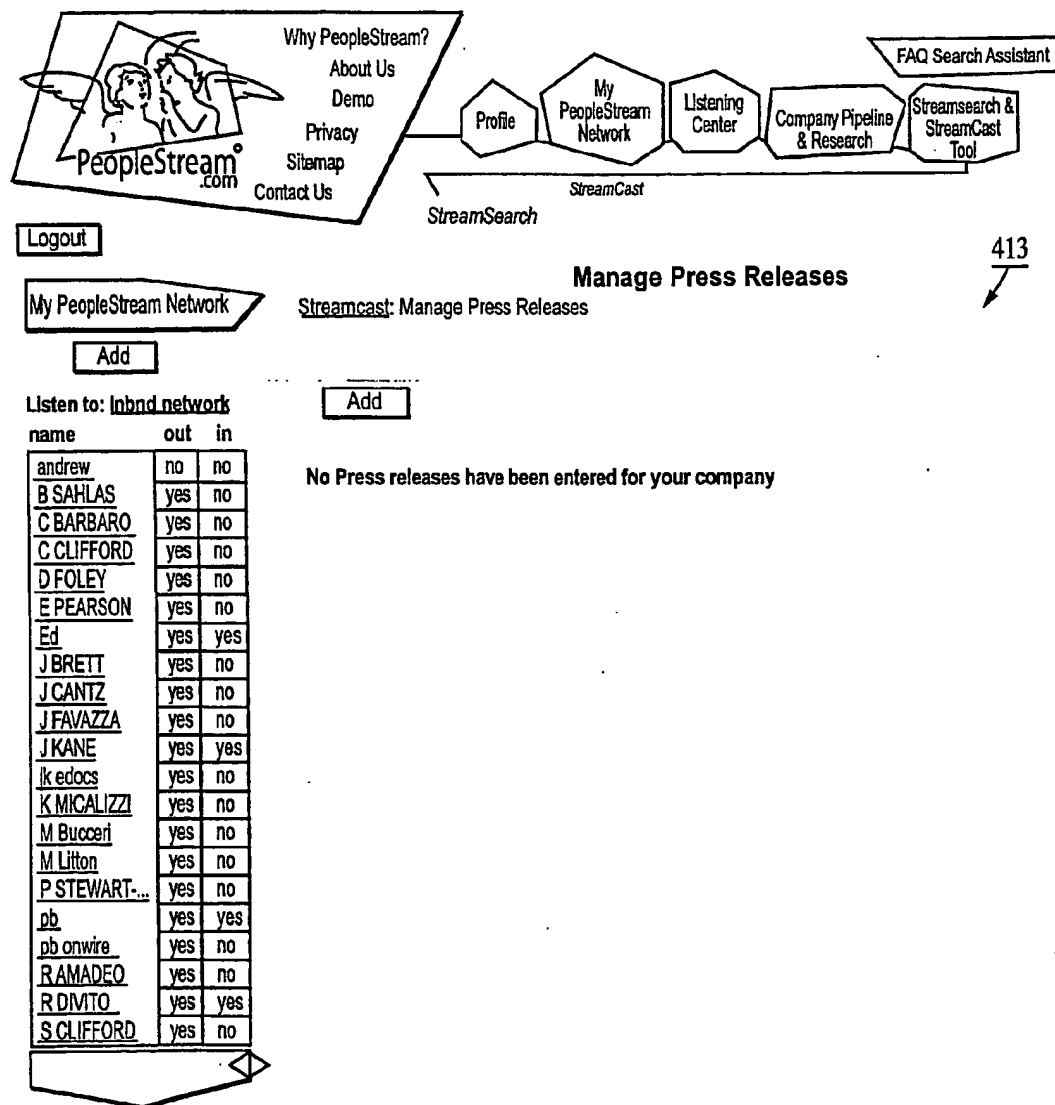 Why PeopleStream?
About Us
Demo
Privacy
Sitemap
Contact Us
PeopleStream
.com
Profile
My PeopleStream Network
Listening Center
Company Pipeline & Research
Streamsearch & StreamCast Tool
FAQ Search Assistant
StreamCast
StreamSearch
Logout
413
Manage Press Releases
My PeopleStream Network
Streamcast: Manage Press Releases
Add
Add
Listen to: Inbnd network
name out in
andrew no no
B SAHLAS yes no
C BARBARO yes no
C CLIFFORD yes no
D FOLEY yes no
E PEARSON yes no
Ed yes yes
J BRETT yes no
J CANTZ yes no
J FAVAZZA yes no
J KANE yes yes
jk edocs yes no
K MICALIZZI yes no
M Bucceri yes no
M Litton yes no
P STEWART-... yes no
pb yes yes
pb onwire yes no
R AMADEO yes no
R DIVITO yes yes
S CLIFFORD yes no
No Press releases have been entered for your company